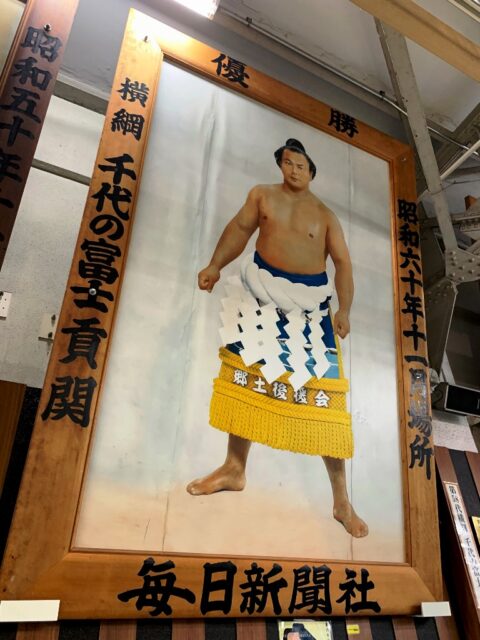 優勝
横綱 千代の富士貢関
昭和六十年十一月場所
郷土後援会
毎日新聞社
昭和五十年